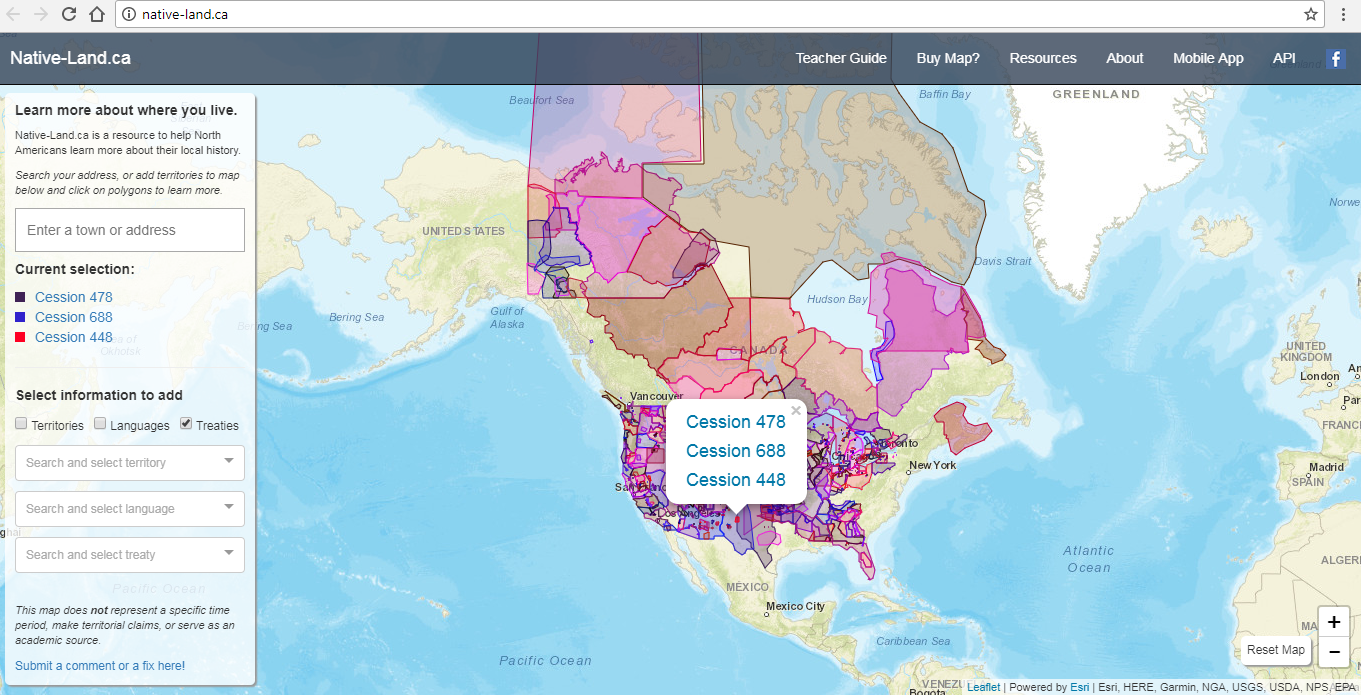 native-land.ca
Native-Land.ca
Teacher Guide
Buy Map?
Resources
About
Mobile App
API
f
Learn more about where you live.
Native-Land.ca is a resource to help North
Americans learn more about their local history.
Search your address, or add territories to map
below and click on polygons to learn more.
Enter a town or address
Current selection:
Cession 478
Cession 688
Cession 448
Select information to add
Territories
Languages
Treaties
Search and select territory
Search and select language
Search and select treaty
This map does not represent a specific time
period, make territorial claims, or serve as an
academic source.
Submit a comment or a fix here!
Beaufort Sea
Baffin Bay
GREENLAND
UNITED STATES
Davis Strait
Hudson Bay
Gulf of
Alaska
Bering Sea
Bering Sea
Sea of
Okhotsk
CANADA
Vancouver
Cession 478
Cession 688
Cession 448
Toronto
New York
Los Angeles
MÉXICO
Mexico City
Caribbean Sea
Atlantic
Ocean
Pacific Ocean
Pacific Ocean
UNITED
KINGDOM
London
Madrid
SPAIN
Bogota
Reset Map
+
−
Leaflet | Powered by Esri | Esri, HERE, Garmin, NGA, USGS, USDA, NPS, EPA